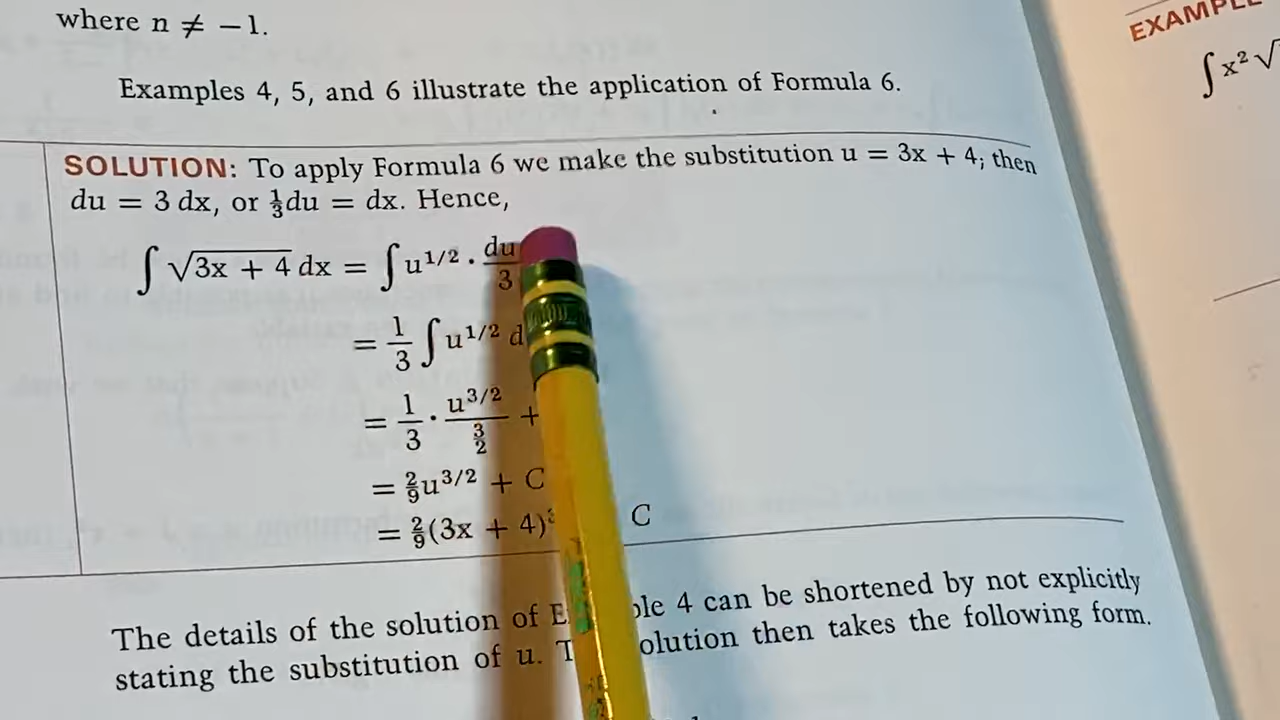 where n ≠ −1.
Examples 4, 5, and 6 illustrate the application of Formula 6.
SOLUTION: To apply Formula 6 we make the substitution u = 3x + 4; then
du = 3 dx, or ⅓du = dx. Hence,
∫ √(3x + 4) dx = ∫ u^1/2 · du/3
= 1/3 ∫ u^1/2
= 1/3 · u^3/2 / (3/2) +
= 2/9 u^3/2 + C
= 2/9 (3x + 4) C
The details of the solution of 4 can be shortened by not explicitly
stating the substitution of u. then takes the following form.
∫ x² √